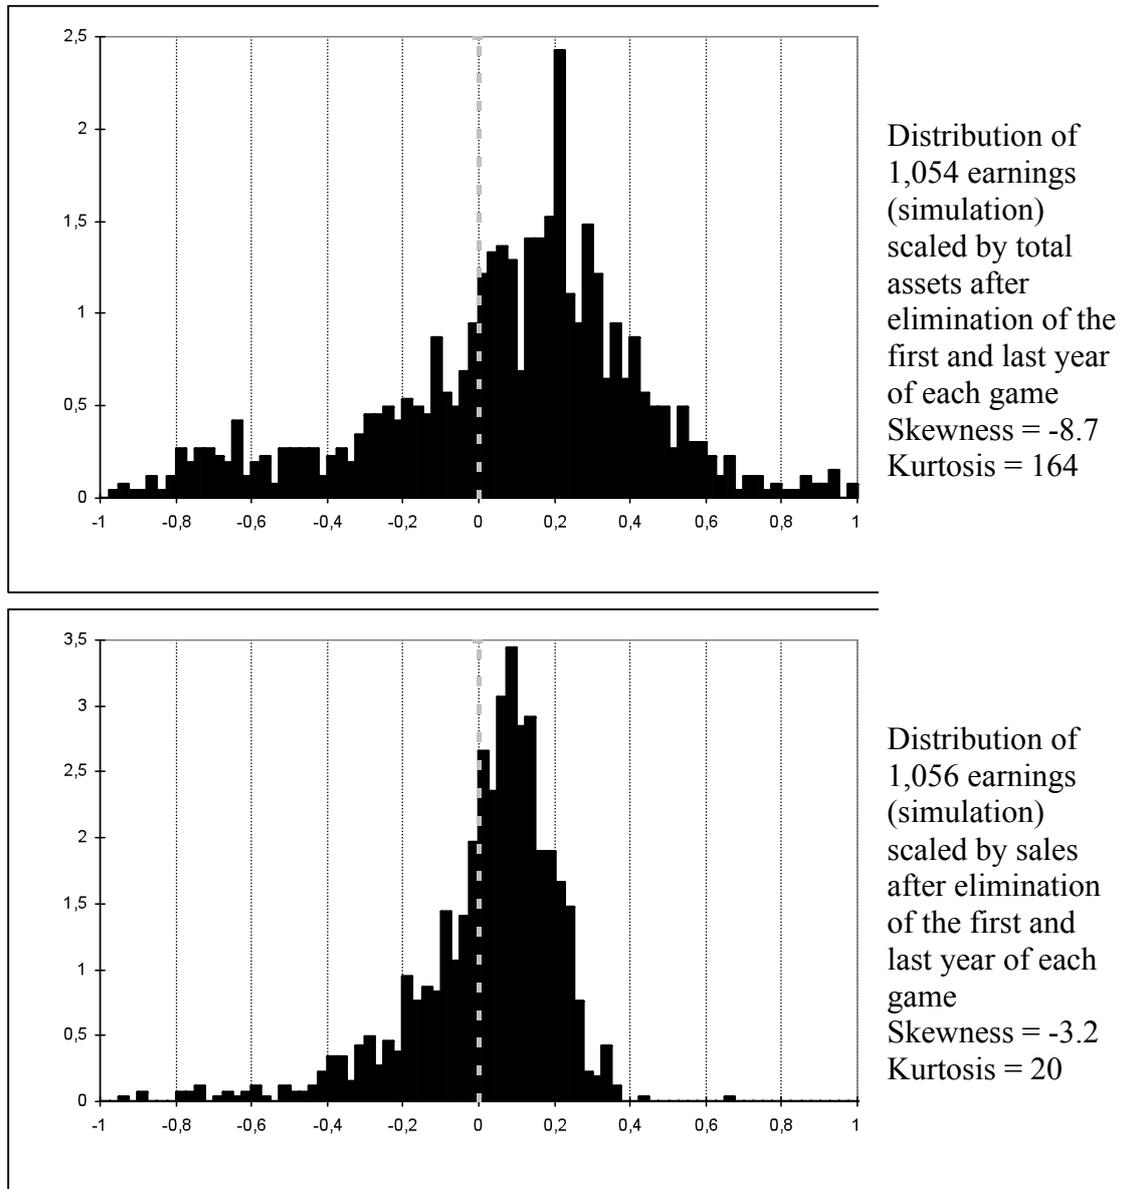 2,5
2
1,5
1
0,5
0
-1
-0,8
-0,6
-0,4
-0,2
0
0,2
0,4
0,6
0,8
1
Distribution of
1,054 earnings
(simulation)
scaled by total
assets after
elimination of the
first and last year
of each game
Skewness = -8.7
Kurtosis = 164
3,5
3
2,5
2
1,5
1
0,5
0
-1
-0,8
-0,6
-0,4
-0,2
0
0,2
0,4
0,6
0,8
1
Distribution of
1,056 earnings
(simulation)
scaled by sales
after elimination
of the first and
last year of each
game
Skewness = -3.2
Kurtosis = 20